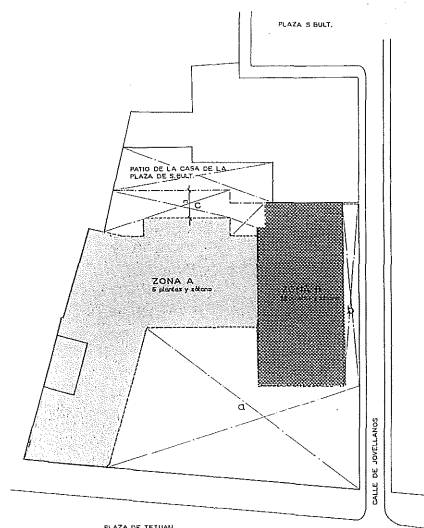 PLAZA S BULT.
PATIO DE LA CASA DE LA
PLAZA DE S.BULT.
c
ZONA A
6 plantas y sótano
ZONA B
b
a
CALLE DE JOVELLANOS
PLAZA DE TETUAN